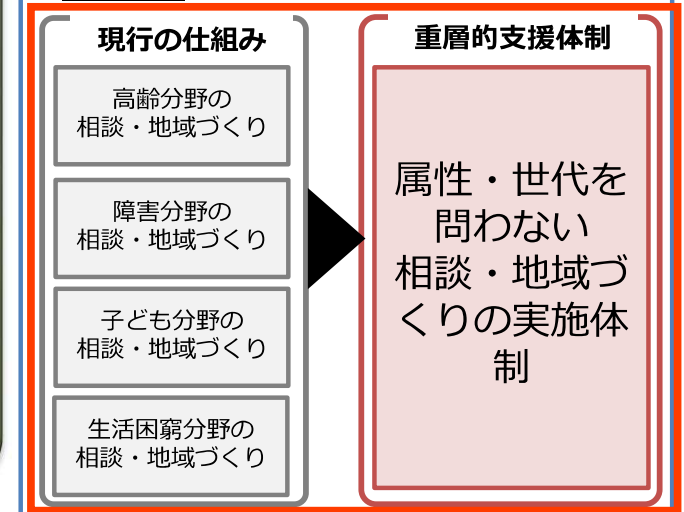 現行の仕組み
高齢分野の
相談・地域づくり
障害分野の
相談・地域づくり
子ども分野の
相談・地域づくり
生活困窮分野の
相談・地域づくり
重層的支援体制
属性・世代を
問わない
相談・地域づ
くりの実施体
制